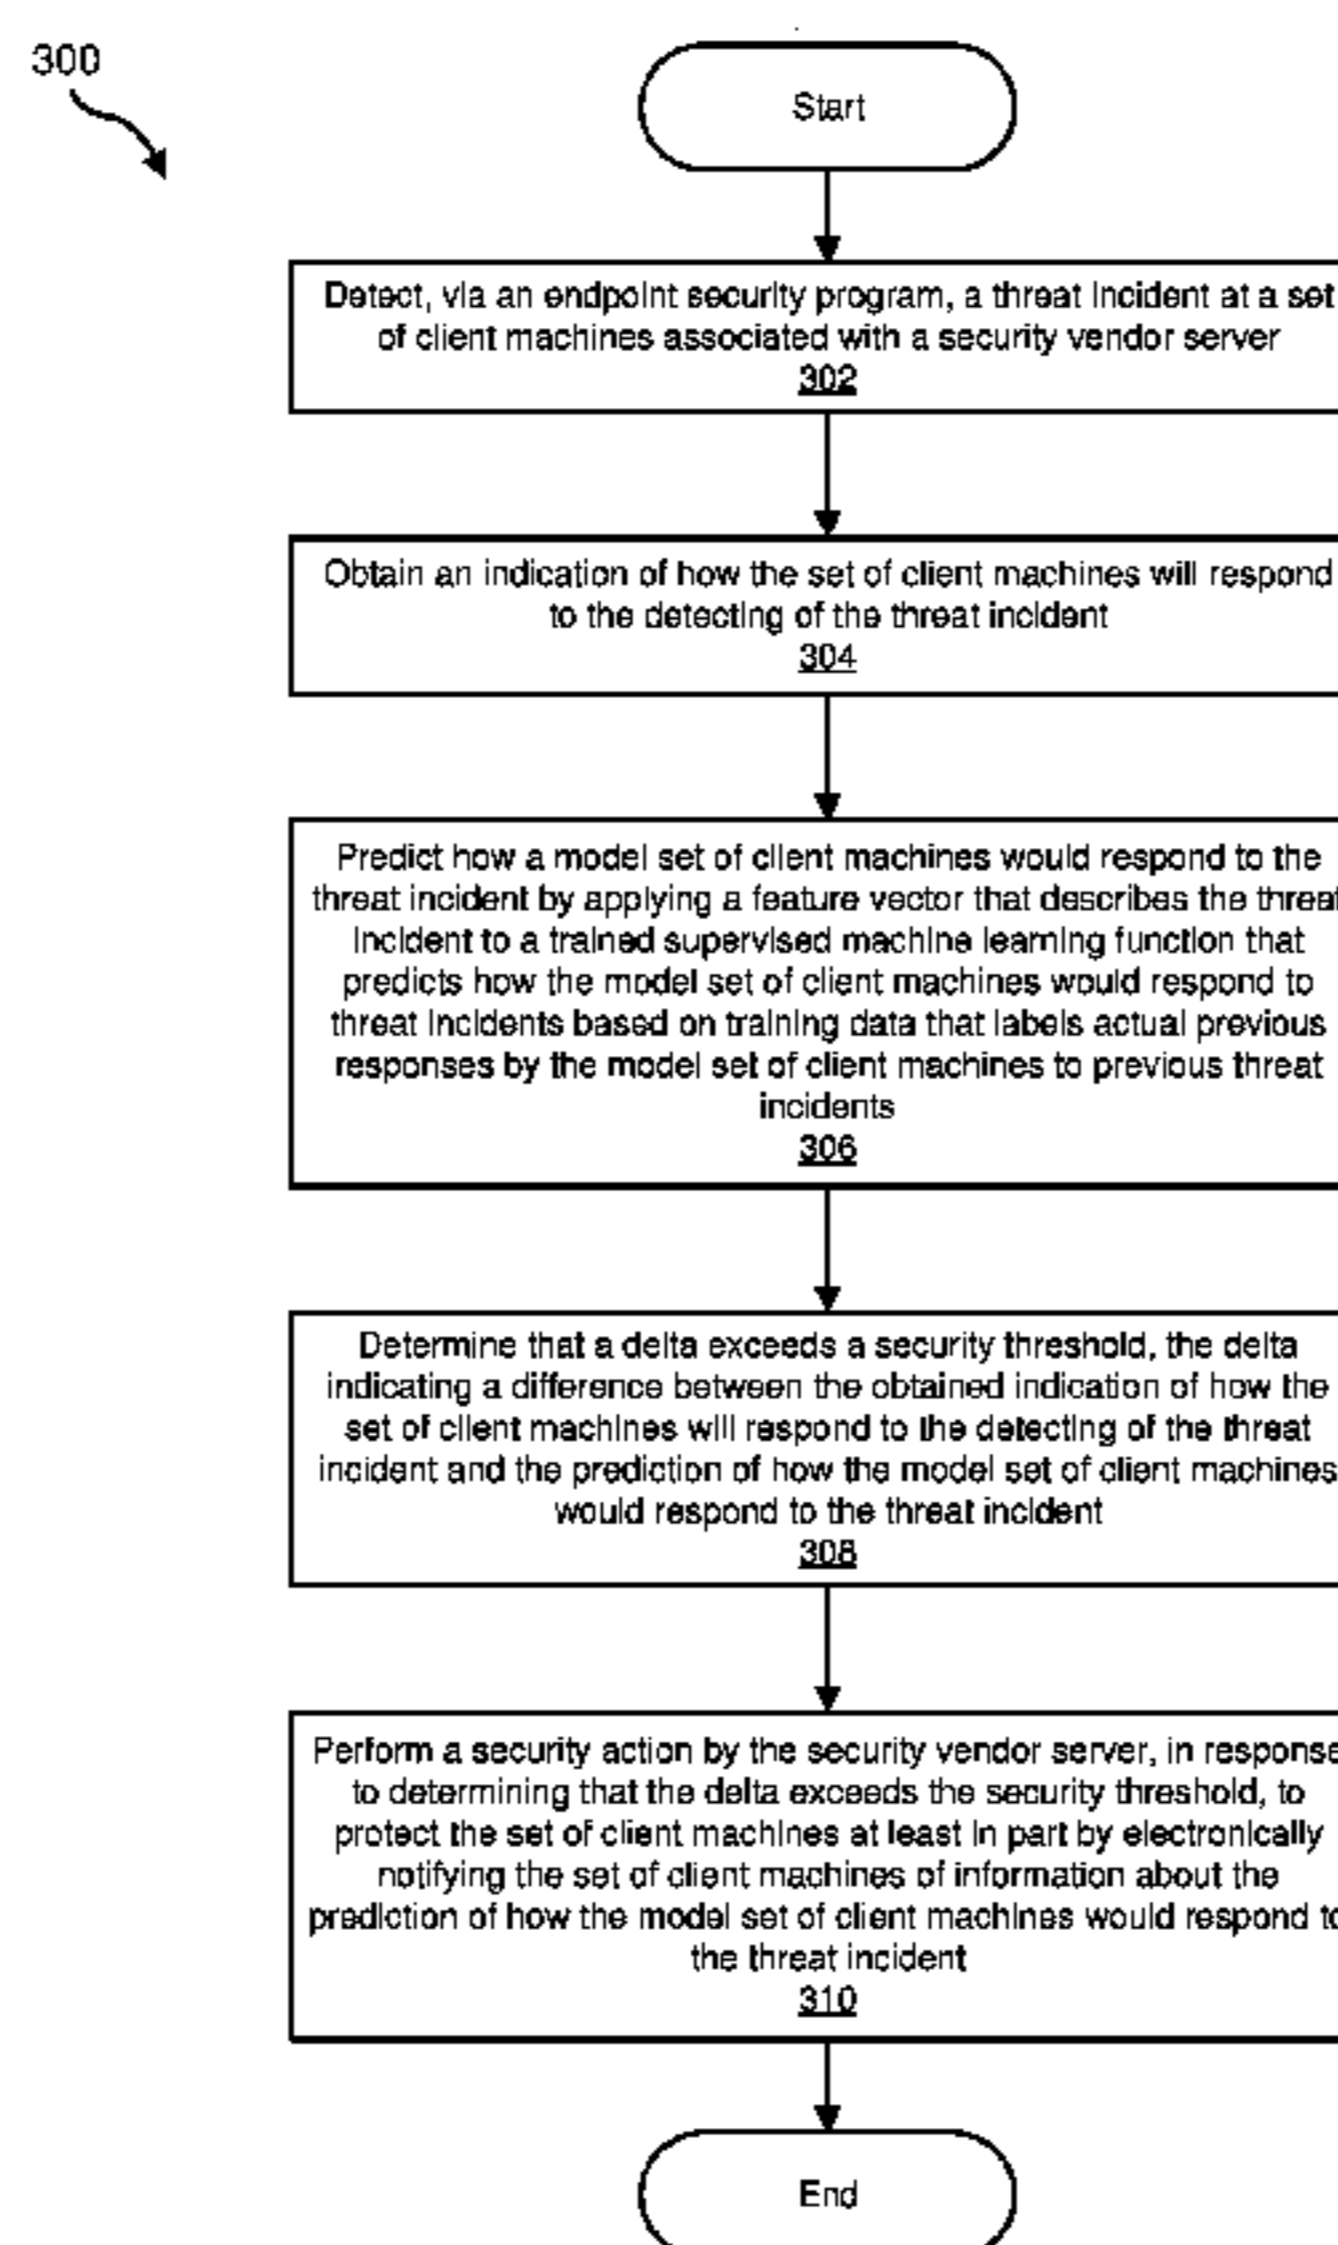 300
Start
Detect, via an endpoint security program, a threat incident at a set
of client machines associated with a security vendor server
302
Obtain an indication of how the set of client machines will respond
to the detecting of the threat incident
304
Predict how a model set of client machines would respond to the
threat incident by applying a feature vector that describes the threat
incident to a trained supervised machine learning function that
predicts how the model set of client machines would respond to
threat incidents based on training data that labels actual previous
responses by the model set of client machines to previous threat
incidents
306
Determine that a delta exceeds a security threshold, the delta
indicating a difference between the obtained indication of how the
set of client machines will respond to the detecting of the threat
incident and the prediction of how the model set of client machines
would respond to the threat incident
308
Perform a security action by the security vendor server, in response
to determining that the delta exceeds the security threshold, to
protect the set of client machines at least in part by electronically
notifying the set of client machines of information about the
prediction of how the model set of client machines would respond to
the threat incident
310
End